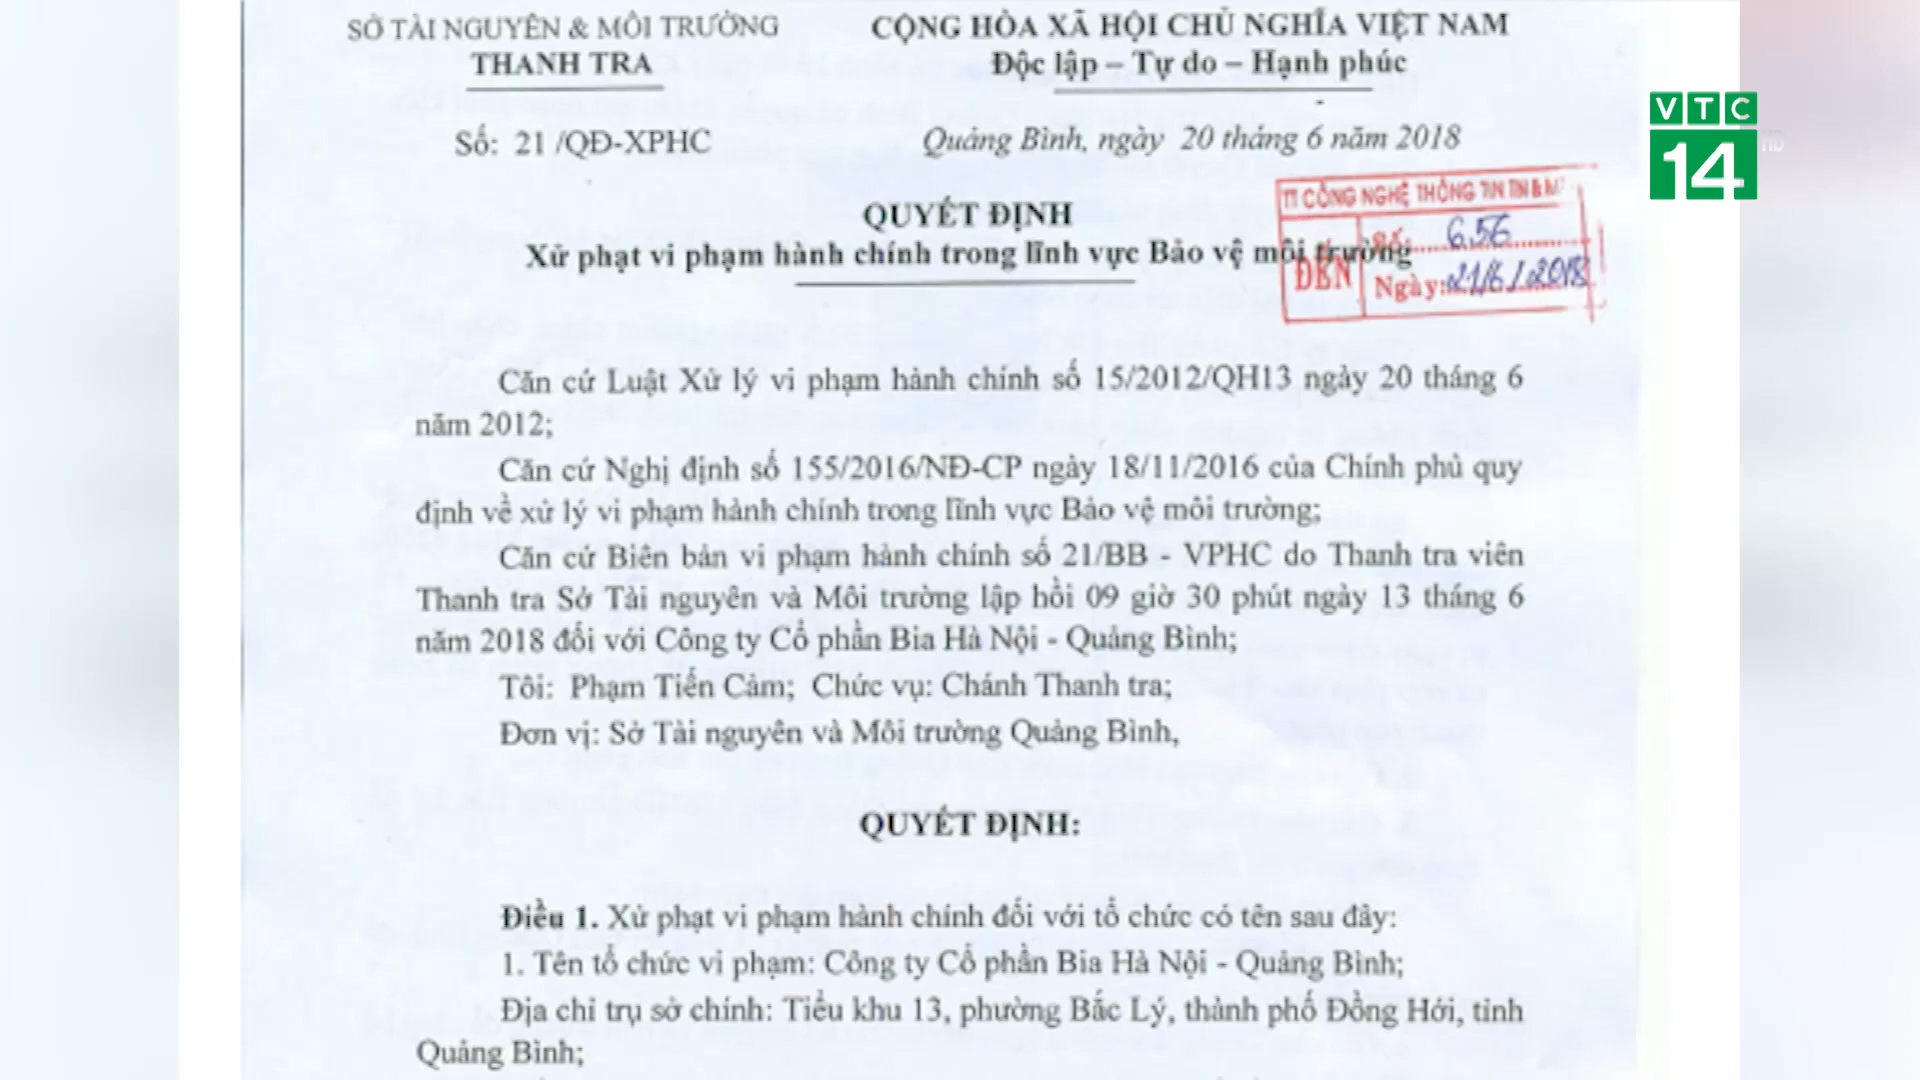 SỞ TÀI NGUYÊN & MÔI TRƯỜNG
THANH TRA
CỘNG HÒA XÃ HỘI CHỦ NGHĨA VIỆT NAM
Độc lập – Tự do – Hạnh phúc
Số: 21 /QĐ-XPHC
Quảng Bình, ngày 20 tháng 6 năm 2018
VTC
14
HD
TT CÔNG NGHỆ THÔNG TIN TN &
ĐẾN
Số: 656
Ngày: 21/6/2018
QUYẾT ĐỊNH
Xử phạt vi phạm hành chính trong lĩnh vực Bảo vệ môi trường
Căn cứ Luật Xử lý vi phạm hành chính số 15/2012/QH13 ngày 20 tháng 6
năm 2012;
Căn cứ Nghị định số 155/2016/NĐ-CP ngày 18/11/2016 của Chính phủ quy
định về xử lý vi phạm hành chính trong lĩnh vực Bảo vệ môi trường;
Căn cứ Biên bản vi phạm hành chính số 21/BB - VPHC do Thanh tra viên
Thanh tra Sở Tài nguyên và Môi trường lập hồi 09 giờ 30 phút ngày 13 tháng 6
năm 2018 đối với Công ty Cổ phần Bia Hà Nội - Quảng Bình;
Tôi: Phạm Tiến Cảm; Chức vụ: Chánh Thanh tra;
Đơn vị: Sở Tài nguyên và Môi trường Quảng Bình,
QUYẾT ĐỊNH:
Điều 1. Xử phạt vi phạm hành chính đối với tổ chức có tên sau đây:
1. Tên tổ chức vi phạm: Công ty Cổ phần Bia Hà Nội - Quảng Bình;
Địa chỉ trụ sở chính: Tiểu khu 13, phường Bắc Lý, thành phố Đồng Hới, tỉnh
Quảng Bình;